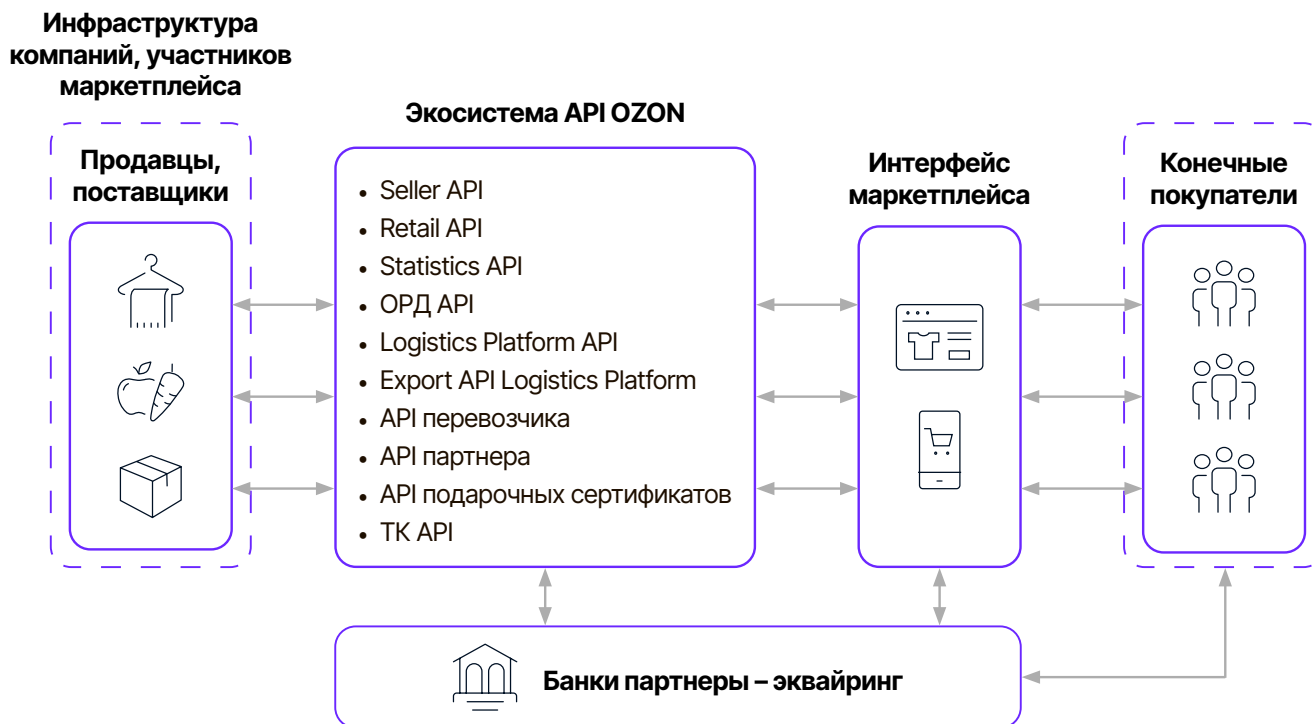 Инфраструктура
компаний, участников
маркетплейса
Продавцы,
поставщики
Экосистема API OZON
• Seller API
• Retail API
• Statistics API
• ОРД API
• Logistics Platform API
• Export API Logistics Platform
• API перевозчика
• API партнера
• API подарочных сертификатов
• ТК API
Интерфейс
маркетплейса
Конечные
покупатели
Банки партнеры – эквайринг